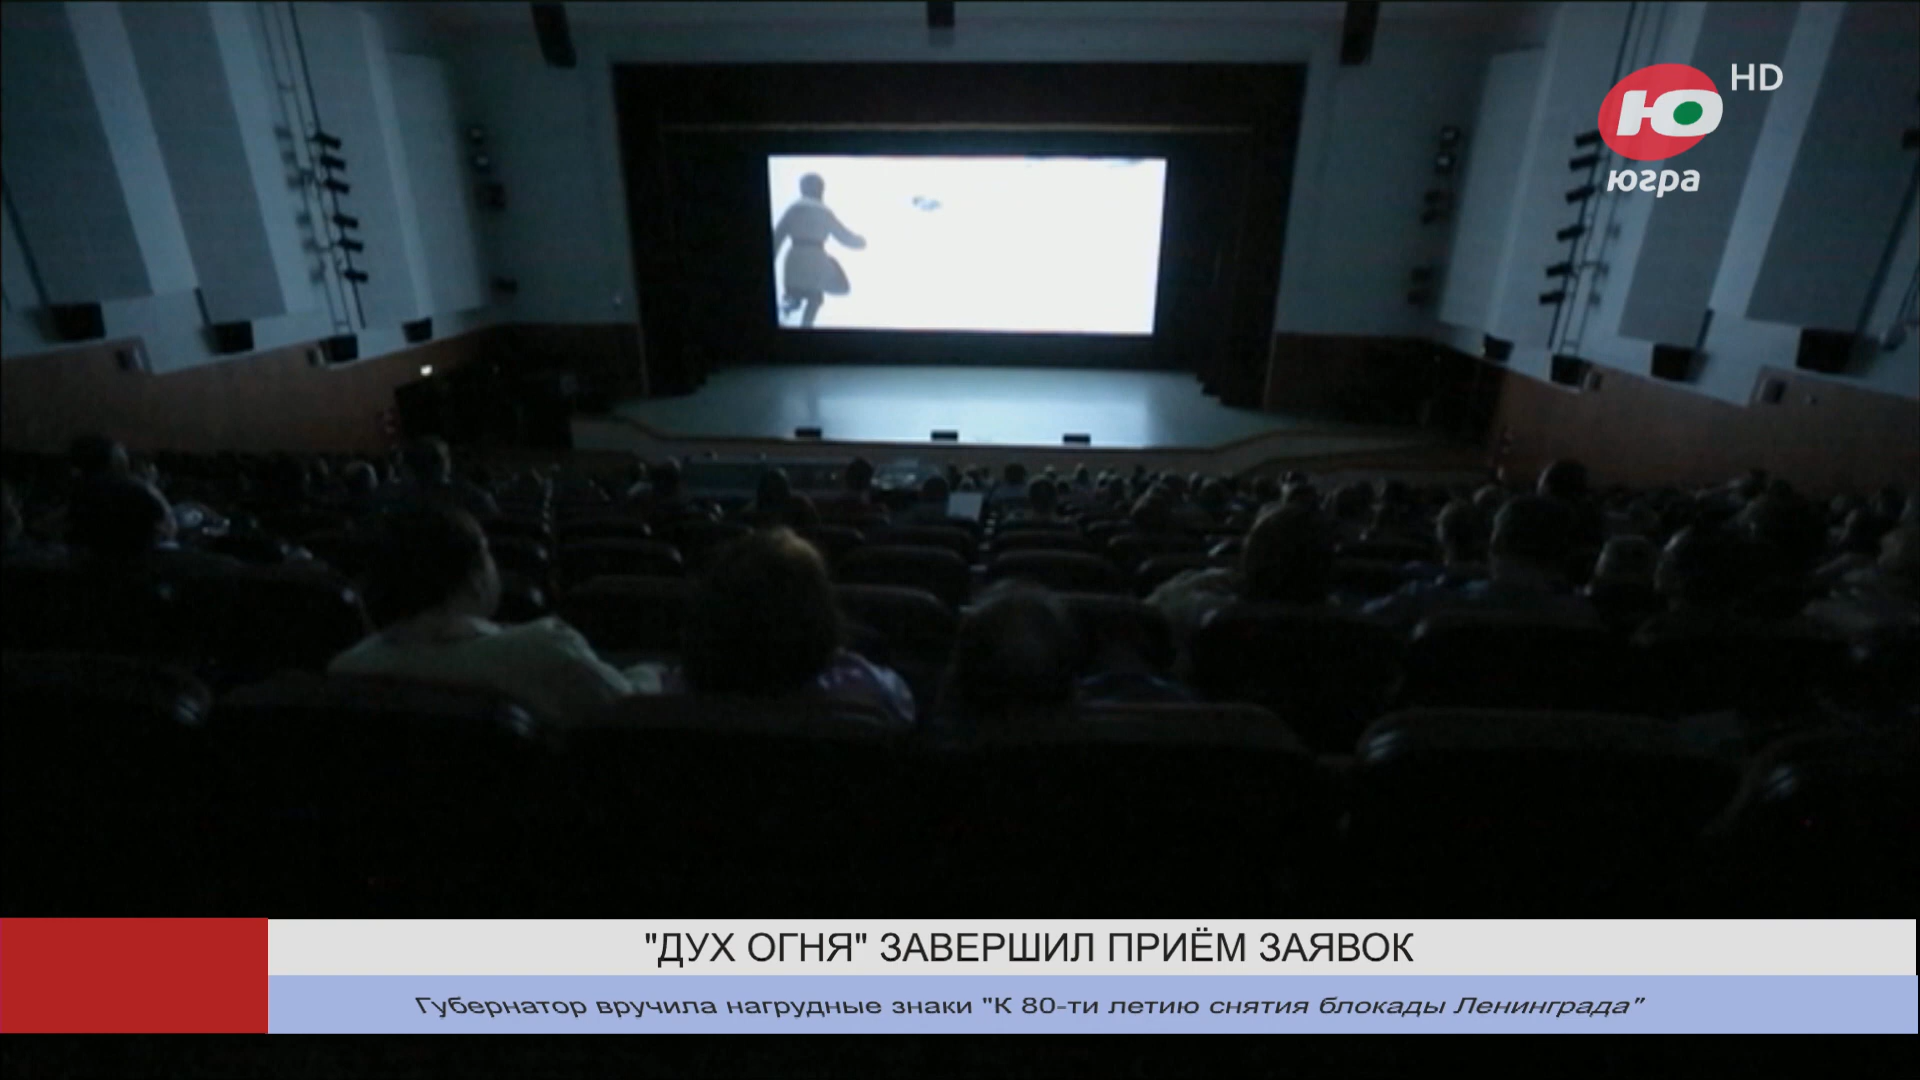 HD
Ю
югра
"ДУХ ОГНЯ" ЗАВЕРШИЛ ПРИЁМ ЗАЯВОК
Губернатор вручила нагрудные знаки "К 80-ти летию снятия блокады Ленинграда"